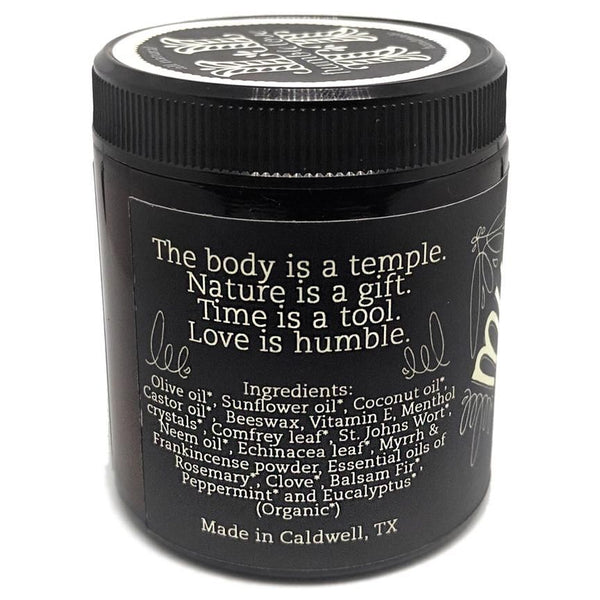 The body is a temple.
Nature is a gift.
Time is a tool.
Love is humble.
Ingredients:
Olive oil*, Sunflower oil*, Coconut oil*,
Castor oil*, Beeswax, Vitamin E, Menthol
crystals*, Comfrey leaf*, St. Johns Wort*,
Neem oil*, Echinacea leaf*, Myrrh &
Frankincense powder, Essential oils of
Rosemary*, Clove*, Balsam Fir*,
Peppermint* and Eucalyptus*
(Organic*)
Made in Caldwell, TX